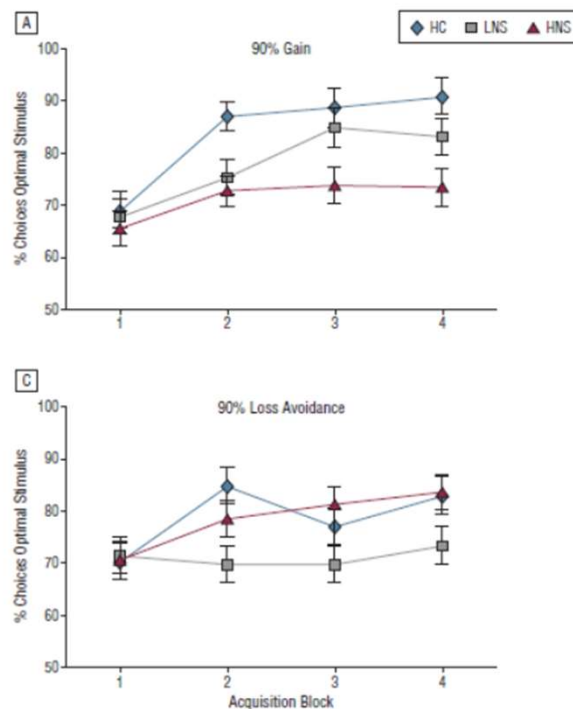 A
HC LNS HNS
90% Gain
100
90
80
70
60
50
% Choices Optimal Stimulus
1 2 3 4
C
90% Loss Avoidance
100
90
80
70
60
50
% Choices Optimal Stimulus
1 2 3 4
Acquisition Block